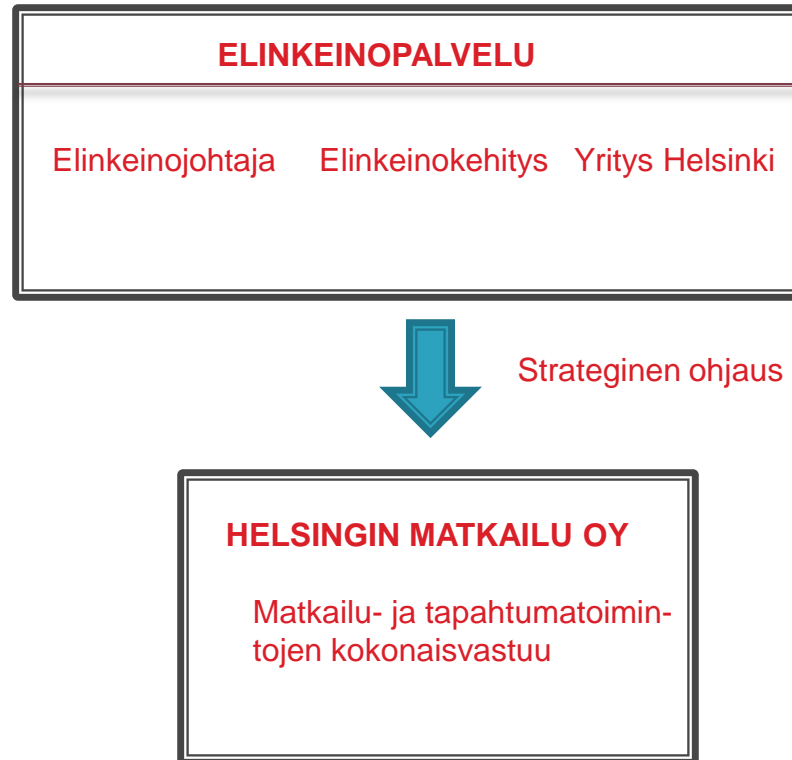 ELINKEINOPALVELU
Elinkeinojohtaja Elinkeinokehitys Yritys Helsinki
Strateginen ohjaus
HELSINGIN MATKAILU OY
Matkailu- ja tapahtumatoimin-
tojen kokonaisvastuu